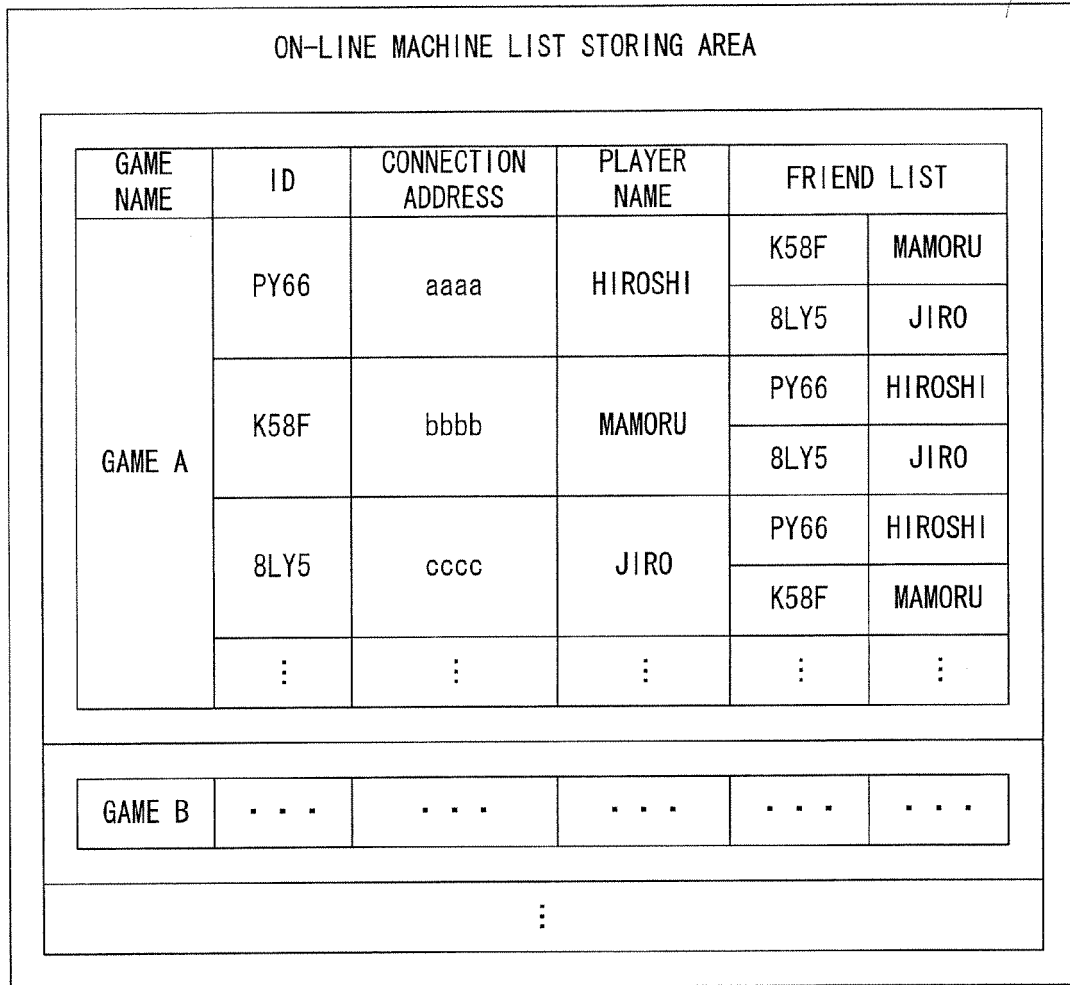 ON-LINE MACHINE LIST STORING AREA
GAME NAME ID CONNECTION ADDRESS PLAYER NAME FRIEND LIST
GAME A
PY66 aaaa HIROSHI
K58F MAMORU
8LY5 JIRO
K58F bbbb MAMORU
PY66 HIROSHI
8LY5 JIRO
8LY5 cccc JIRO
PY66 HIROSHI
K58F MAMORU
⋮ ⋮ ⋮ ⋮ ⋮
GAME B ... ... ... ... ...
⋮